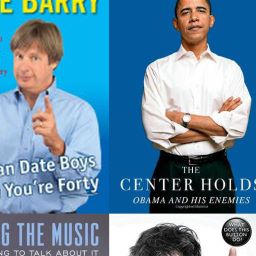 E BARRY
an Date Boys
You're Forty
THE
CENTER HOLDS
OBAMA AND HIS ENEMIES
NG THE MUSIC
NG TO TALK ABOUT IT
WHAT
DOES THIS
BUTTON
DO?